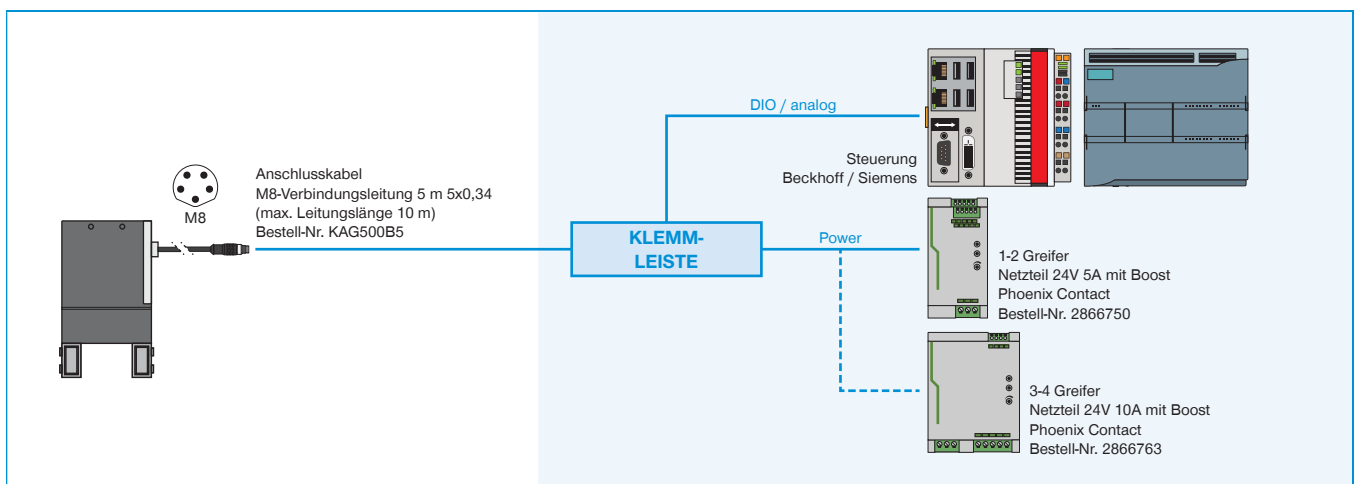 M8
Anschlusskabel
M8-Verbindungsleitung 5 m 5x0,34
(max. Leitungslänge 10 m)
Bestell-Nr. KAG500B5
KLEMM-
LEISTE
DIO / analog
Steuerung
Beckhoff / Siemens
Power
1-2 Greifer
Netzteil 24V 5A mit Boost
Phoenix Contact
Bestell-Nr. 2866750
3-4 Greifer
Netzteil 24V 10A mit Boost
Phoenix Contact
Bestell-Nr. 2866763